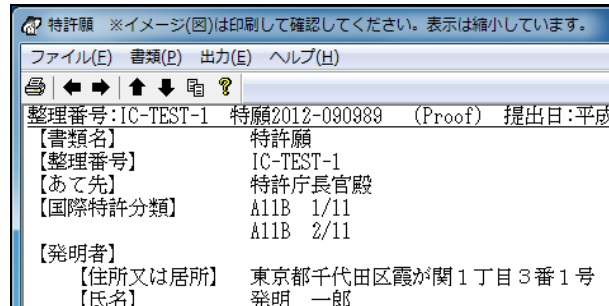 特許願　※イメージ(図)は印刷して確認してください。表示は縮小しています。
ファイル(F)　書類(P)　出力(E)　ヘルプ(H)
整理番号:IC-TEST-1　特願2012-090989　(Proof)　提出日:平成
【書類名】　特許願
【整理番号】　IC-TEST-1
【あて先】　特許庁長官殿
【国際特許分類】　A11B　1/11
A11B　2/11
【発明者】
【住所又は居所】　東京都千代田区霞が関１丁目３番１号
【氏名】　発明　一郎